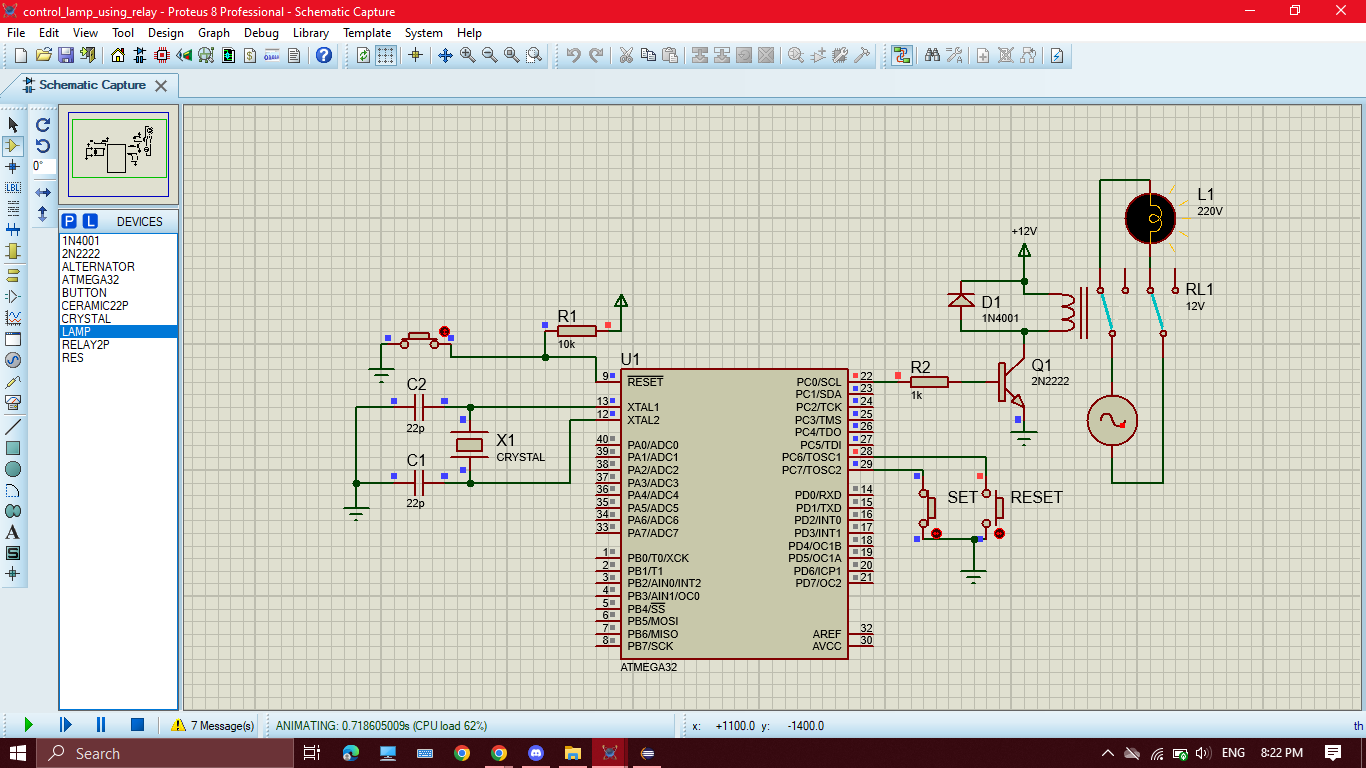 control_lamp_using_relay - Proteus 8 Professional - Schematic Capture
File Edit View Tool Design Graph Debug Library Template System Help
Schematic Capture
0°
LBL
P L DEVICES
1N4001
2N2222
ALTERNATOR
ATMEGA32
BUTTON
CERAMIC22P
CRYSTAL
LAMP
RELAY2P
RES
A
S
L1
220V
+12V
RL1
12V
D1
1N4001
R1
10k
U1
Q1
2N2222
R2
1k
C2
22p
X1
CRYSTAL
C1
22p
9 RESET
13 XTAL1
12 XTAL2
40 PA0/ADC0
39 PA1/ADC1
38 PA2/ADC2
37 PA3/ADC3
36 PA4/ADC4
35 PA5/ADC5
34 PA6/ADC6
33 PA7/ADC7
1 PB0/T0/XCK
2 PB1/T1
3 PB2/AIN0/INT2
4 PB3/AIN1/OC0
5 PB4/SS
6 PB5/MOSI
7 PB6/MISO
8 PB7/SCK
PC0/SCL 22
PC1/SDA 23
PC2/TCK 24
PC3/TMS 25
PC4/TDO 26
PC5/TDI 27
PC6/TOSC1 28
PC7/TOSC2 29
PD0/RXD 14
PD1/TXD 15
PD2/INT0 16
PD3/INT1 17
PD4/OC1B 18
PD5/OC1A 19
PD6/ICP1 20
PD7/OC2 21
AREF 32
AVCC 30
ATMEGA32
SET RESET
7 Message(s) ANIMATING: 0.718605009s (CPU load 62%) x: +1100.0 y: -1400.0 th
Search ENG 8:22 PM